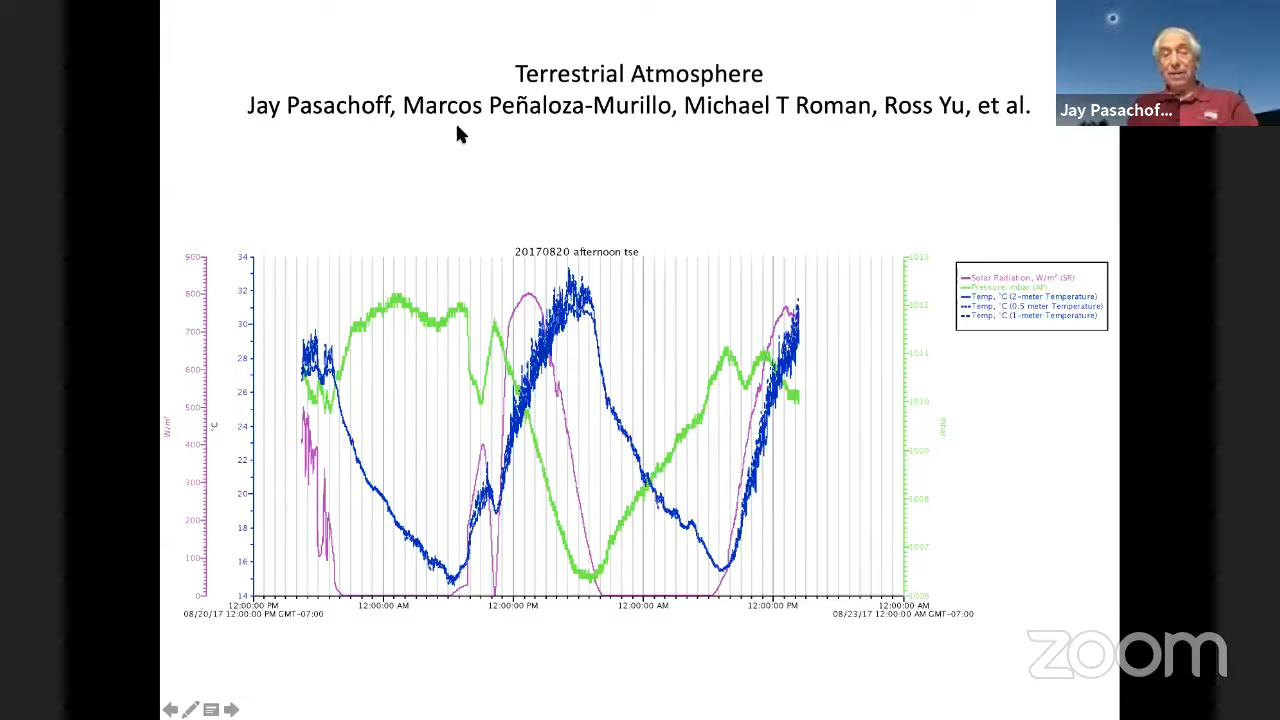 Terrestrial Atmosphere
Jay Pasachoff, Marcos Peñaloza-Murillo, Michael T Roman, Ross Yu, et al.
Jay Pasachof...
20170820 afternoon tse
900
800
700
600
500
400
300
200
100
0
W/m²
34
32
30
28
26
24
22
20
18
16
14
°C
1013
1012
1011
1010
1009
1008
1007
1006
mbar
Solar Radiation, W/m² (SR)
Pressure, mbar (AP)
Temp, °C (2-meter Temperature)
Temp, °C (0.5 meter Temperature)
Temp, °C (1-meter Temperature)
12:00:00 PM 12:00:00 AM 12:00:00 PM 12:00:00 AM 12:00:00 PM 12:00:00 AM
08/20/17 12:00:00 PM GMT-07:00 08/23/17 12:00:00 AM GMT-07:00
zoom